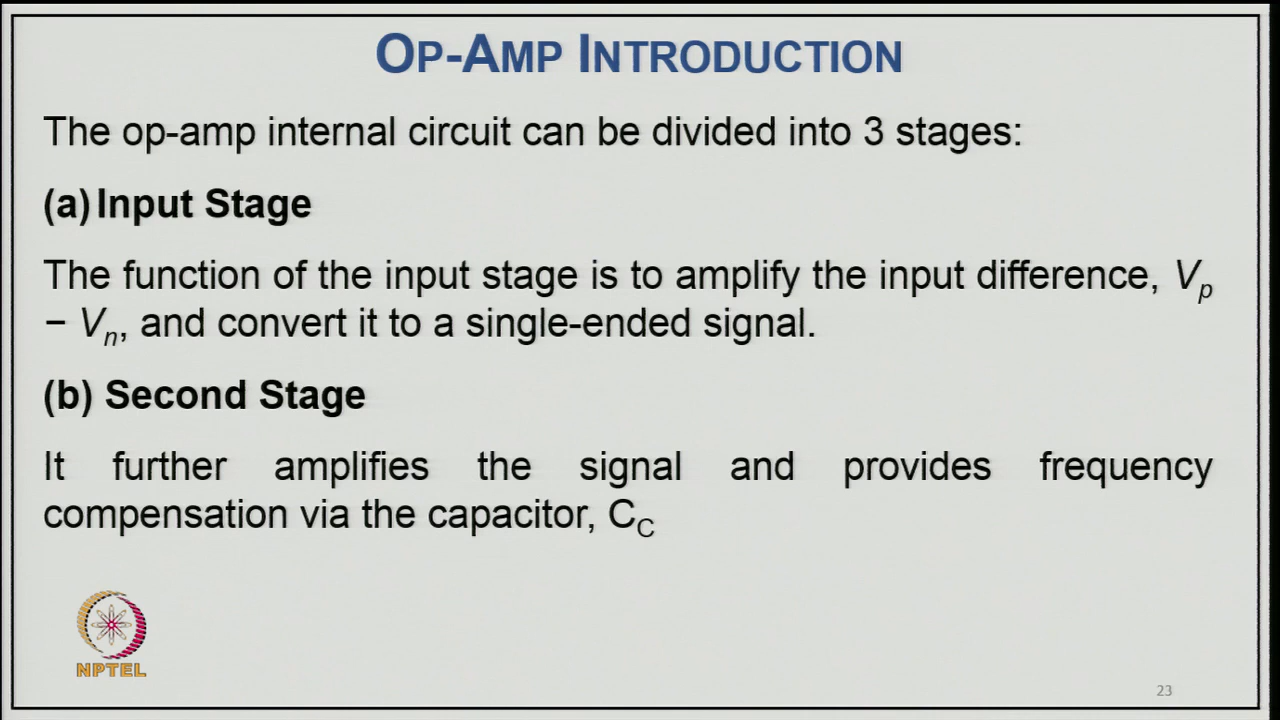 OP-AMP INTRODUCTION
The op-amp internal circuit can be divided into 3 stages:
(a) Input Stage
The function of the input stage is to amplify the input difference, Vp
− Vn, and convert it to a single-ended signal.
(b) Second Stage
It further amplifies the signal and provides frequency
compensation via the capacitor, CC
NPTEL
23